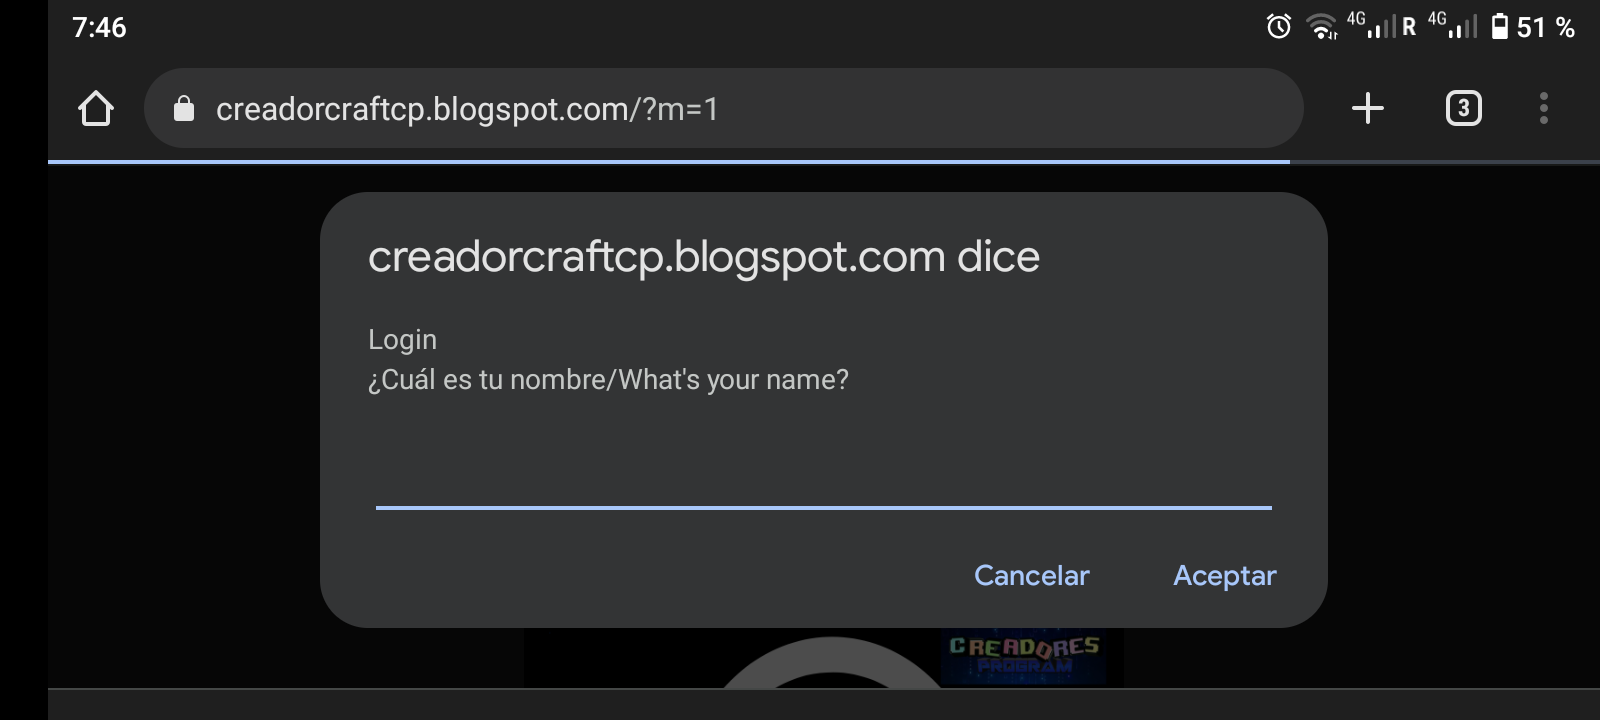 7:46
4G R 4G 51 %
creadorcraftcp.blogspot.com/?m=1
3
creadorcraftcp.blogspot.com dice
Login
¿Cuál es tu nombre/What's your name?
Cancelar Aceptar
CREADORES
PROGRAM